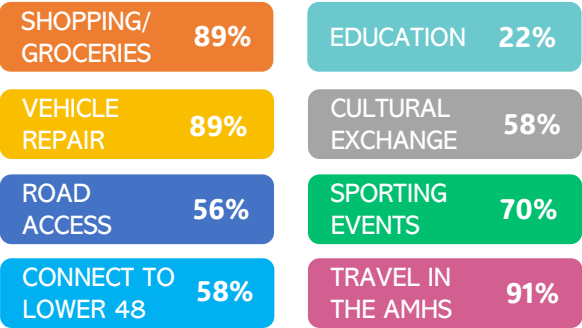 SHOPPING/
GROCERIES
89%
EDUCATION 22%
VEHICLE
REPAIR
89%
CULTURAL
EXCHANGE
58%
ROAD
ACCESS
56%
SPORTING
EVENTS
70%
CONNECT TO
LOWER 48
58%
TRAVEL IN
THE AMHS
91%